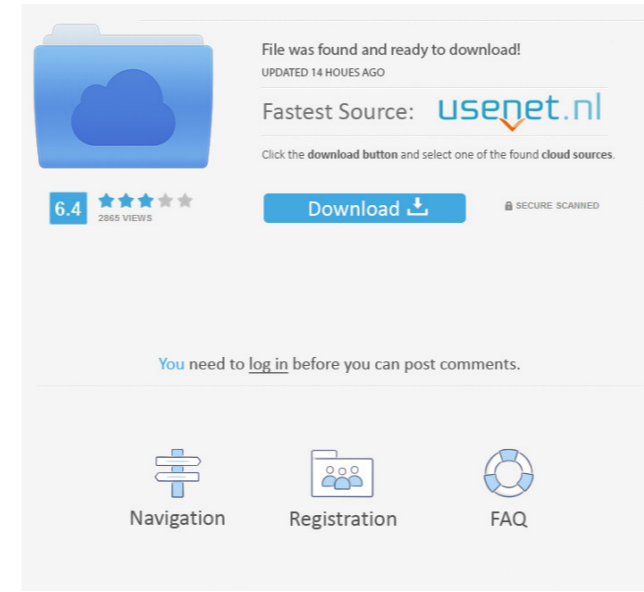 File was found and ready to download!
UPDATED 14 HOUES AGO
Fastest Source: usenet.nl
Click the download button and select one of the found cloud sources.
6.4
2865 VIEWS
Download
SECURE SCANNED
You need to log in before you can post comments.
Navigation
Registration
FAQ